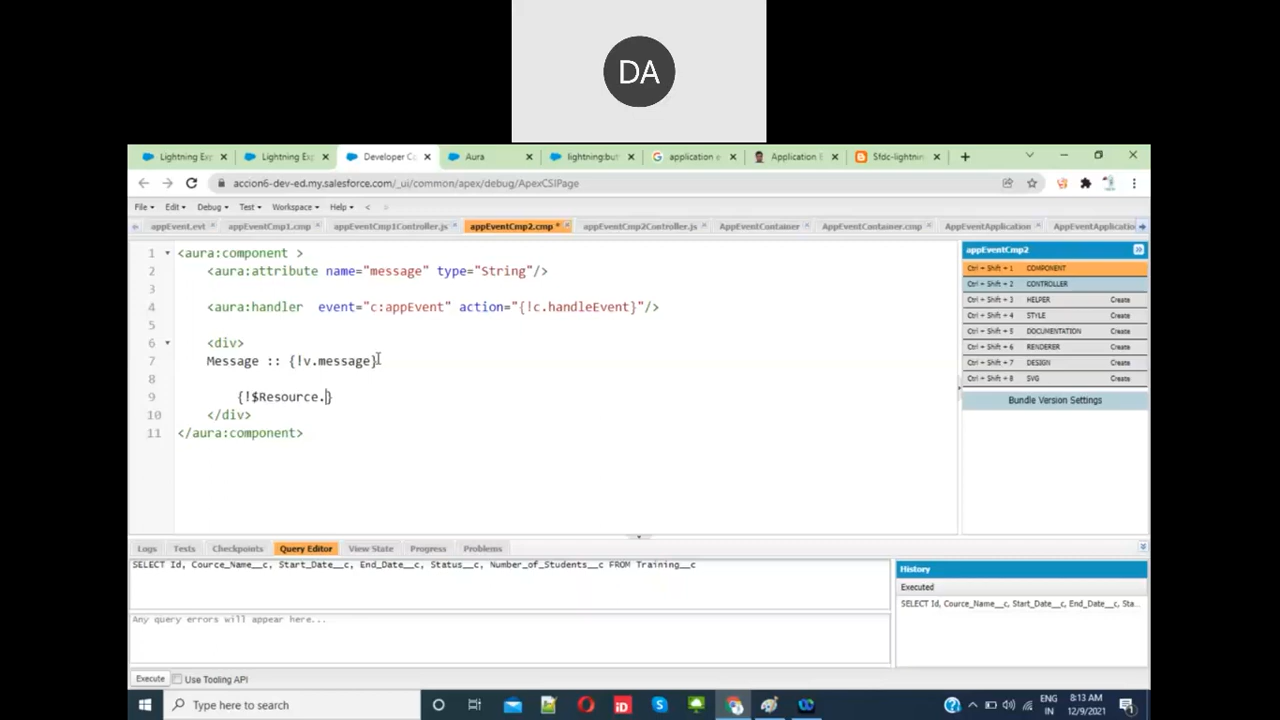 DA
Lightning Ex
Lightning Ex
Developer Co
Aura
lightning:but
application e
Application E
Sfdc-lightnin
accion6-dev-ed.my.salesforce.com/_ui/common/apex/debug/ApexCSIPage
File Edit Debug Test Workspace Help < >
appEvent.evt
appEventCmp1.cmp
appEventCmp1Controller.js
appEventCmp2.cmp *
appEventCmp2Controller.js
AppEventContainer
AppEventContainer.cmp
AppEventApplication
AppEventApplicatio
1 <aura:component >
2 <aura:attribute name="message" type="String"/>
3
4 <aura:handler event="c:appEvent" action="{!c.handleEvent}"/>
5
6 <div>
7 Message :: {!v.message}
8
9 {!$Resource.}
10 </div>
11 </aura:component>
appEventCmp2
Ctrl + Shift + 1 COMPONENT
Ctrl + Shift + 2 CONTROLLER
Ctrl + Shift + 3 HELPER Create
Ctrl + Shift + 4 STYLE Create
Ctrl + Shift + 5 DOCUMENTATION Create
Ctrl + Shift + 6 RENDERER Create
Ctrl + Shift + 7 DESIGN Create
Ctrl + Shift + 8 SVG Create
Bundle Version Settings
Logs Tests Checkpoints Query Editor View State Progress Problems
SELECT Id, Cource_Name__c, Start_Date__c, End_Date__c, Status__c, Number_of_Students__c FROM Training__c
Any query errors will appear here...
History
Executed
SELECT Id, Cource_Name__c, Start_Date__c, End_Date__c, Sta...
Execute Use Tooling API
Type here to search
ENG
IN
8:13 AM
12/9/2021